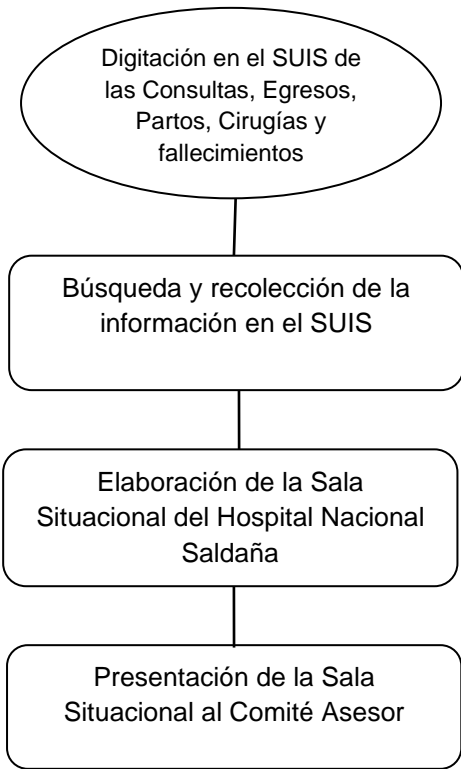 Digitación en el SUIS de
las Consultas, Egresos,
Partos, Cirugías y
fallecimientos
Búsqueda y recolección de la
información en el SUIS
Elaboración de la Sala
Situacional del Hospital Nacional
Saldaña
Presentación de la Sala
Situacional al Comité Asesor